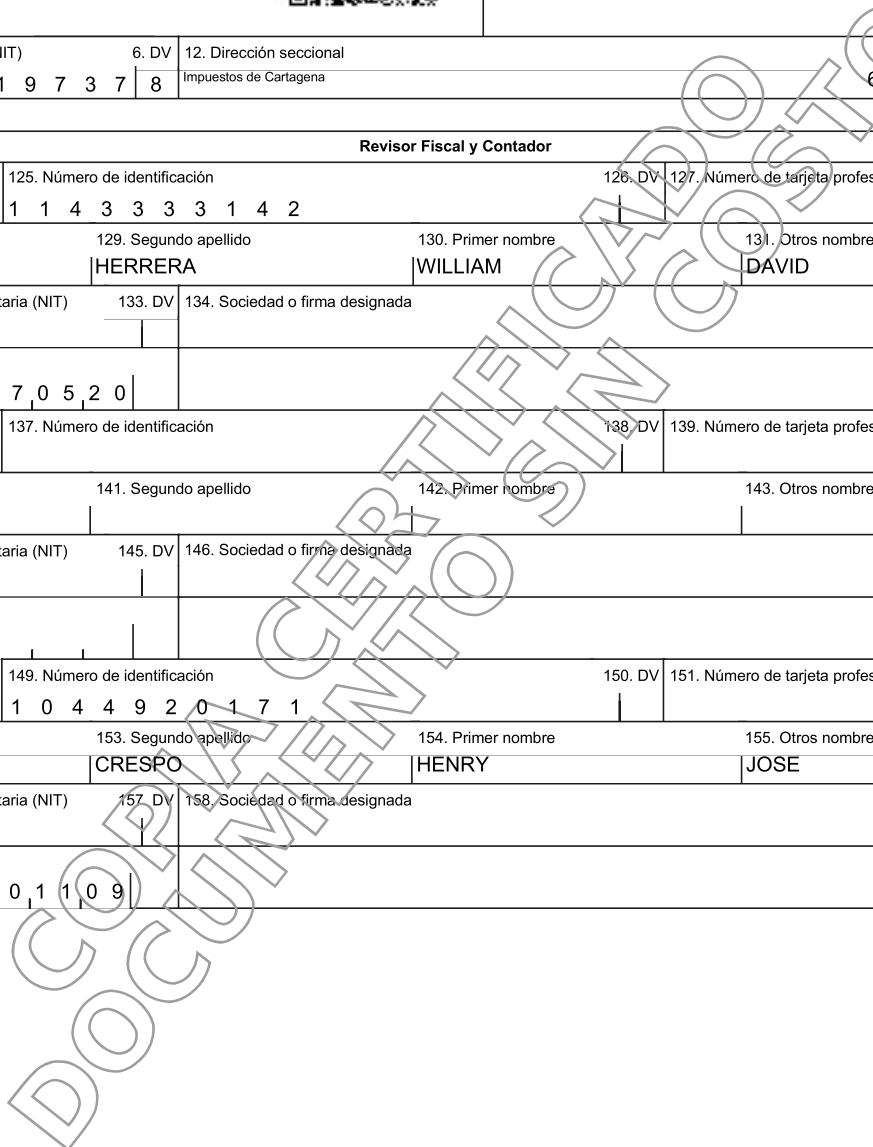 IIT) 6. DV 12. Dirección seccional
1 9 7 3 7 8 Impuestos de Cartagena 6
Revisor Fiscal y Contador
125. Número de identificación 126. DV 127. Número de tarjeta profes
1 1 4 3 3 3 3 1 4 2
129. Segundo apellido 130. Primer nombre 131. Otros nombre
HERRERA WILLIAM DAVID
taria (NIT) 133. DV 134. Sociedad o firma designada
7 0 5 2 0
137. Número de identificación 138. DV 139. Número de tarjeta profes
141. Segundo apellido 142. Primer nombre 143. Otros nombre
taria (NIT) 145. DV 146. Sociedad o firma designada
149. Número de identificación 150. DV 151. Número de tarjeta profes
1 0 4 4 9 2 0 1 7 1
153. Segundo apellido 154. Primer nombre 155. Otros nombre
CRESPO HENRY JOSE
taria (NIT) 157. DV 158. Sociedad o firma designada
0 1 1 0 9
COPIA CERTIFICADO
DOCUMENTO SIN COSTO